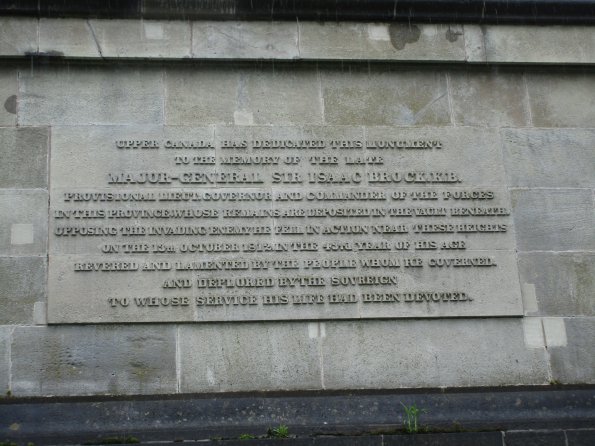 UPPER CANADA HAS DEDICATED THIS MONUMENT
TO THE MEMORY OF THE LATE
MAJOR-GENERAL SIR ISAAC BROCK.K.B.
PROVISIONAL LIEUT. GOVERNOR AND COMMANDER OF THE FORCES
IN THIS PROVINCE,WHOSE REMAINS ARE DEPOSITED IN THE VAULT BENEATH.
OPPOSING THE INVADING ENEMY,HE FELL IN ACTION NEAR THESE HEIGHTS
ON THE 13TH OCTOBER 1812,IN THE 43RD YEAR OF HIS AGE
REVERED AND LAMENTED BY THE PEOPLE WHOM HE GOVERNED.
AND DEPLORED BY THE SOVREIGN
TO WHOSE SERVICE HIS LIFE HAD BEEN DEVOTED.